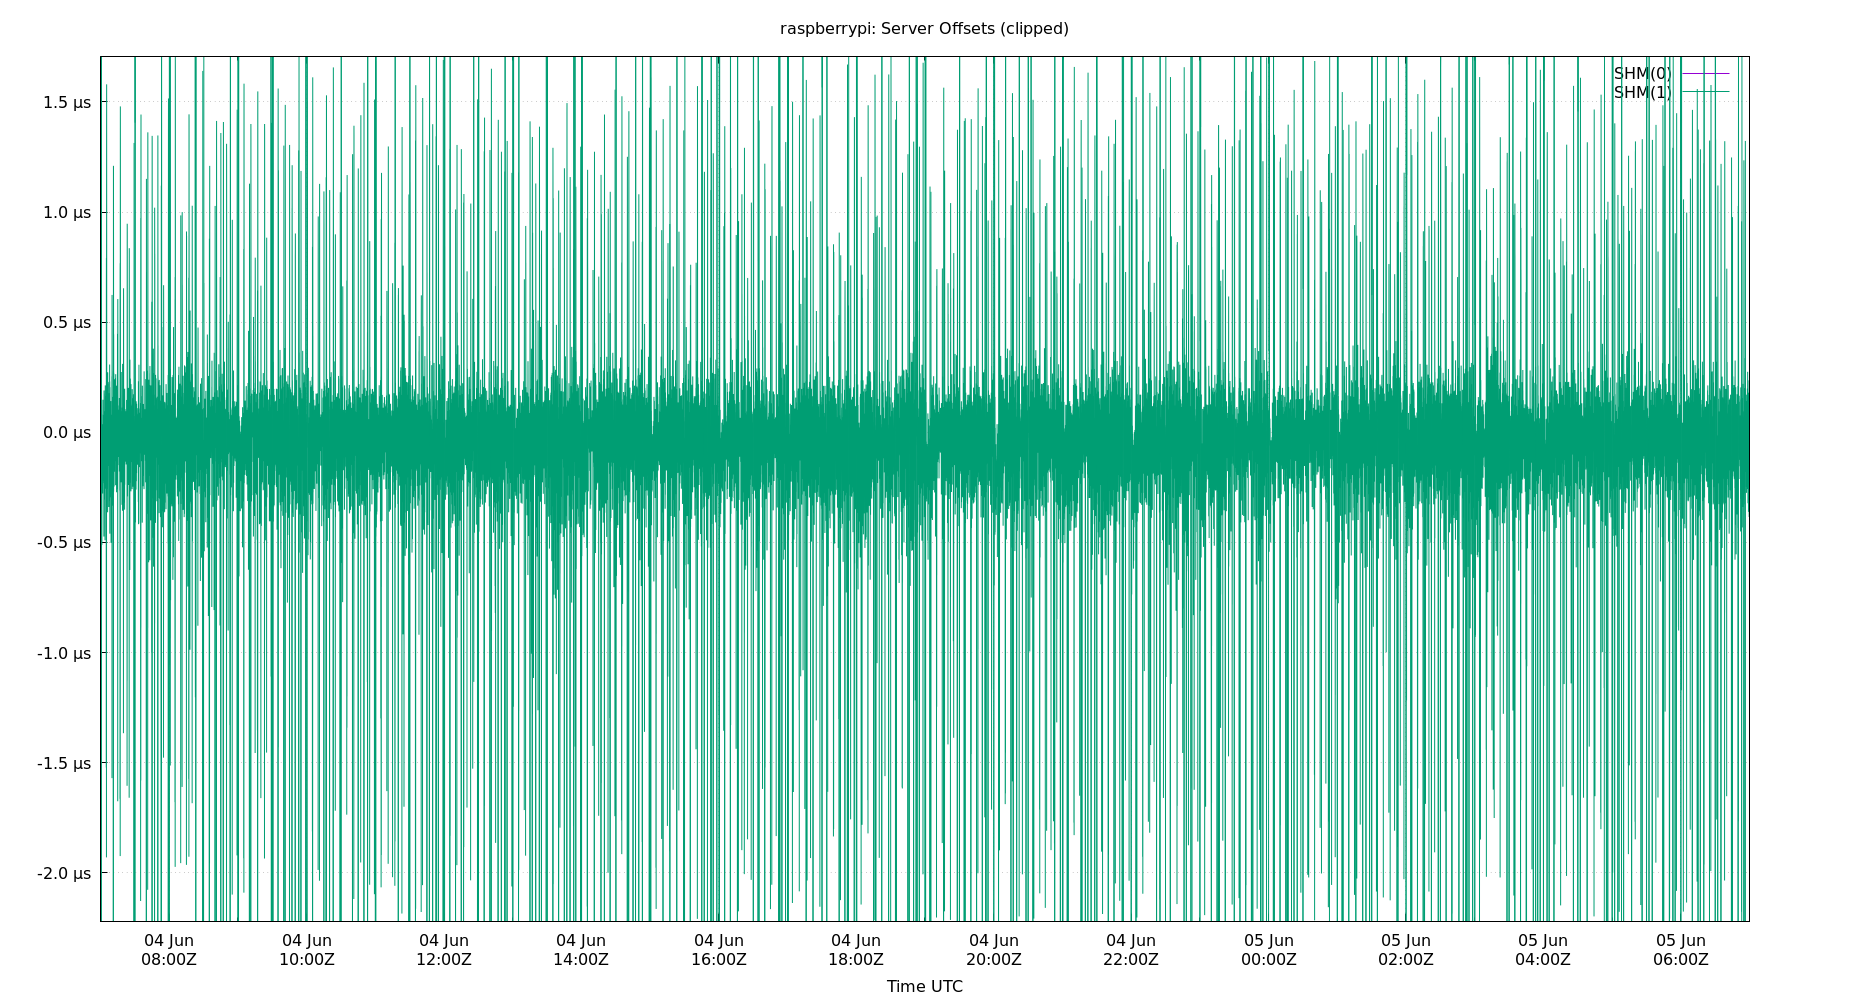 raspberrypi: Server Offsets (clipped)
SHM(0)
SHM(1)
1.5 µs
1.0 µs
0.5 µs
0.0 µs
-0.5 µs
-1.0 µs
-1.5 µs
-2.0 µs
04 Jun 04 Jun 04 Jun 04 Jun 04 Jun 04 Jun 04 Jun 04 Jun 05 Jun 05 Jun 05 Jun 05 Jun
08:00Z 10:00Z 12:00Z 14:00Z 16:00Z 18:00Z 20:00Z 22:00Z 00:00Z 02:00Z 04:00Z 06:00Z
Time UTC